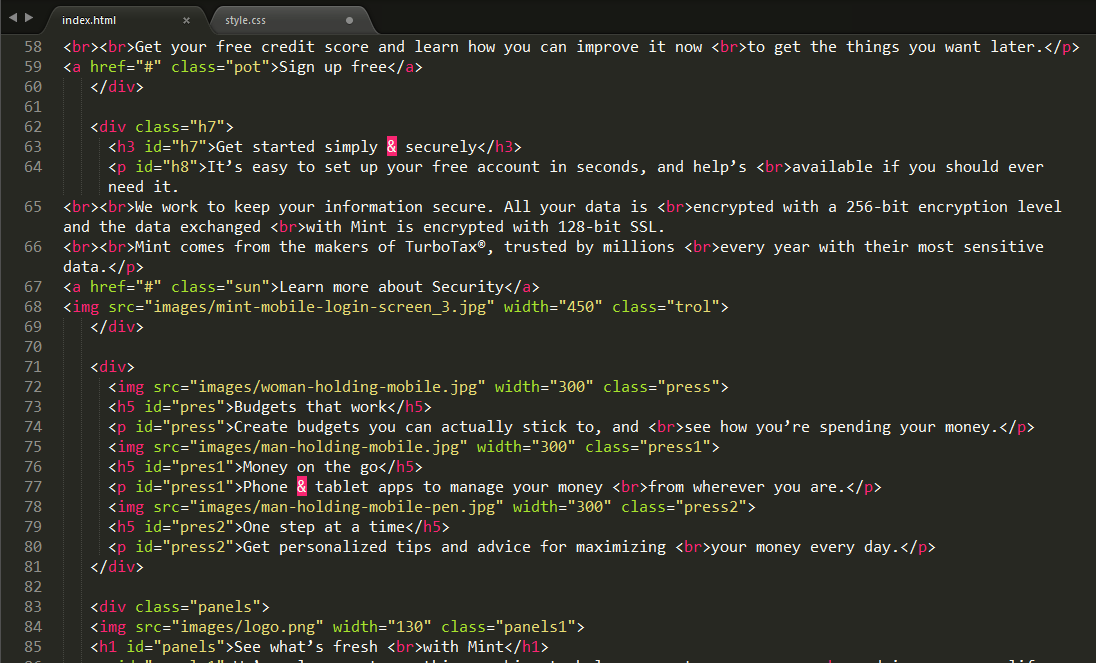 index.html × style.css
58 <br><br>Get your free credit score and learn how you can improve it now <br>to get the things you want later.</p>
59 <a href="#" class="pot">Sign up free</a>
60 </div>
61
62 <div class="h7">
63 <h3 id="h7">Get started simply & securely</h3>
64 <p id="h8">It’s easy to set up your free account in seconds, and help’s <br>available if you should ever
need it.
65 <br><br>We work to keep your information secure. All your data is <br>encrypted with a 256-bit encryption level
and the data exchanged <br>with Mint is encrypted with 128-bit SSL.
66 <br><br>Mint comes from the makers of TurboTax®, trusted by millions <br>every year with their most sensitive
data.</p>
67 <a href="#" class="sun">Learn more about Security</a>
68 <img src="images/mint-mobile-login-screen_3.jpg" width="450" class="trol">
69 </div>
70
71 <div>
72 <img src="images/woman-holding-mobile.jpg" width="300" class="press">
73 <h5 id="pres">Budgets that work</h5>
74 <p id="press">Create budgets you can actually stick to, and <br>see how you’re spending your money.</p>
75 <img src="images/man-holding-mobile.jpg" width="300" class="press1">
76 <h5 id="pres1">Money on the go</h5>
77 <p id="press1">Phone & tablet apps to manage your money <br>from wherever you are.</p>
78 <img src="images/man-holding-mobile-pen.jpg" width="300" class="press2">
79 <h5 id="pres2">One step at a time</h5>
80 <p id="press2">Get personalized tips and advice for maximizing <br>your money every day.</p>
81 </div>
82
83 <div class="panels">
84 <img src="images/logo.png" width="130" class="panels1">
85 <h1 id="panels">See what’s fresh <br>with Mint</h1>